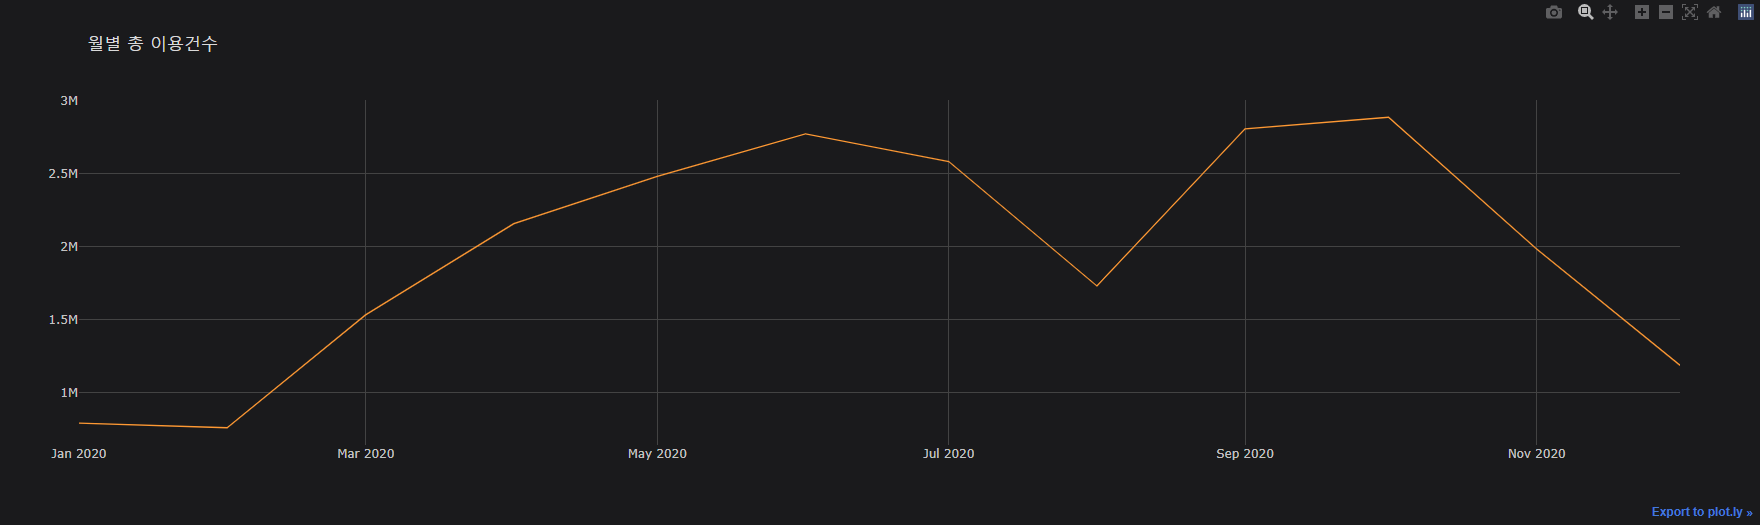 월별 총 이용건수
3M
2.5M
2M
1.5M
1M
Jan 2020
Mar 2020
May 2020
Jul 2020
Sep 2020
Nov 2020
Export to plot.ly »